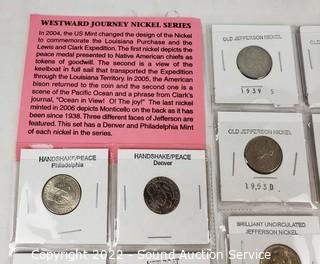 WESTWARD JOURNEY NICKEL SERIES
In 2004, the US Mint changed the design of the Nickel
to commemorate the Louisiana Purchase and the
Lewis and Clark Expedition. The first nickel depicts the
peace medal presented to Native American chiefs as
tokens of goodwill. The second is a view of the
keelboat in full sail that transported the Expedition
through the Louisiana Territory. In 2005, the American
bison returned to the coin and the second coin is a
scene of the Pacific Ocean and a phrase from Clark's
journal, "Ocean in View! O! The joy!" The last nickel
minted in 2006 depicts Monticello on the back as it has
been since 1938. Three different faces of Jefferson are
featured. This set has a Denver and Philadelphia Mint
of each nickel in the series.
HANDSHAKE/PEACE
Philadelphia
HANDSHAKE/PEACE
Denver
OLD JEFFERSON NICKEL
1939 S
OLD JEFFERSON NICKEL
1953D
BRILLIANT UNCIRCULATED
JEFFERSON NICKEL
OLD
Copyright 2022 - Sound Auction Service